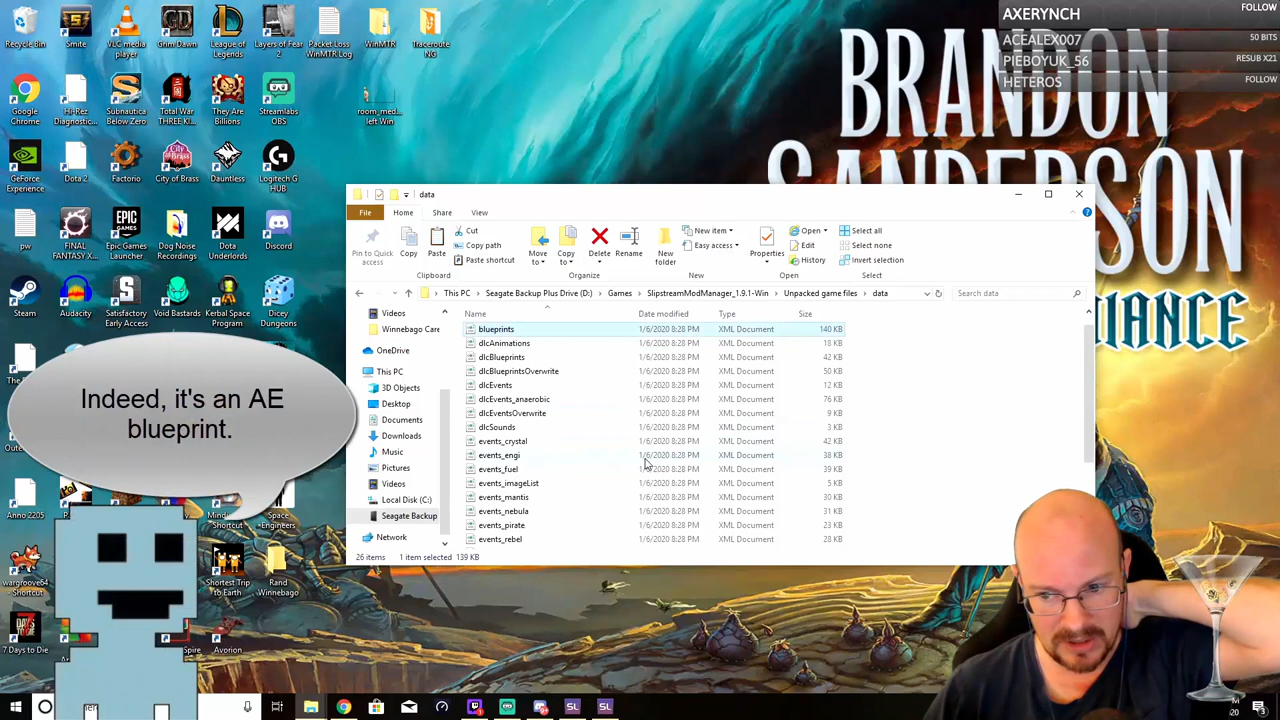 AXERYNCH FOLLOW
ACEALEX007 50 BITS
PIEBOYUK_56 RESUB X21
HETEROS FOLLOW
BRANDON
SANDERSON
Recycle Bin
Smite
VLC media
player
Grim Dawn
League of
Legends
Layers of Fear
2
Packet Loss
WinMTR Log
WinMTR
Traceroute
NG
Google
Chrome
Hi-Rez
Diagnostic...
Subnautica
Below Zero
Total War
THREE KI...
They Are
Billions
Streamlabs
OBS
room_med...
left Win
GeForce
Experience
Dota 2
Factorio
City of Brass
Dauntless
Logitech G
HUB
pw
FINAL
FANTASY X...
Epic Games
Launcher
Dog Noise
Recordings
Dota
Underlords
Discord
Steam
Audacity
Satisfactory
Early Access
Void
Bastards
Kerbal Space
Program
Dicey
Dungeons
Indeed, it's an AE
blueprint.
Anno 2205
Space
Engineers
wargroove64
- Shortcut
Shortest Trip
to Earth
Rand
Winnebago
7 Days to Die
Avorion
data
File Home Share View
Pin to Quick
access
Copy
Paste
Cut
Copy path
Paste shortcut
Clipboard
Move
to
Copy
to
Delete
Rename
Organize
New
folder
New item
Easy access
New
Properties
Open
Edit
History
Open
Select all
Select none
Invert selection
Select
This PC > Seagate Backup Plus Drive (D:) > Games > SlipstreamModManager_1.9.1-Win > Unpacked game files > data
Search data
Videos
Winnebago Care
OneDrive
This PC
3D Objects
Desktop
Documents
Downloads
Music
Pictures
Videos
Local Disk (C:)
Seagate Backup
Network
Name Date modified Type Size
blueprints 1/6/2020 8:28 PM XML Document 140 KB
dlcAnimations 1/6/2020 8:28 PM XML Document 18 KB
dlcBlueprints 1/6/2020 8:28 PM XML Document 42 KB
dlcBlueprintsOverwrite 1/6/2020 8:28 PM XML Document 50 KB
dlcEvents 1/6/2020 8:28 PM XML Document 12 KB
dlcEvents_anaerobic 1/6/2020 8:28 PM XML Document 76 KB
dlcEventsOverwrite 1/6/2020 8:28 PM XML Document 9 KB
dlcSounds 1/6/2020 8:28 PM XML Document 3 KB
events_crystal 1/6/2020 8:28 PM XML Document 42 KB
events_engi 1/6/2020 8:28 PM XML Document 38 KB
events_fuel 1/6/2020 8:28 PM XML Document 39 KB
events_imageList 1/6/2020 8:28 PM XML Document 5 KB
events_mantis 1/6/2020 8:28 PM XML Document 30 KB
events_nebula 1/6/2020 8:28 PM XML Document 31 KB
events_pirate 1/6/2020 8:28 PM XML Document 23 KB
events_rebel 1/6/2020 8:28 PM XML Document 28 KB
26 items 1 item selected 139 KB